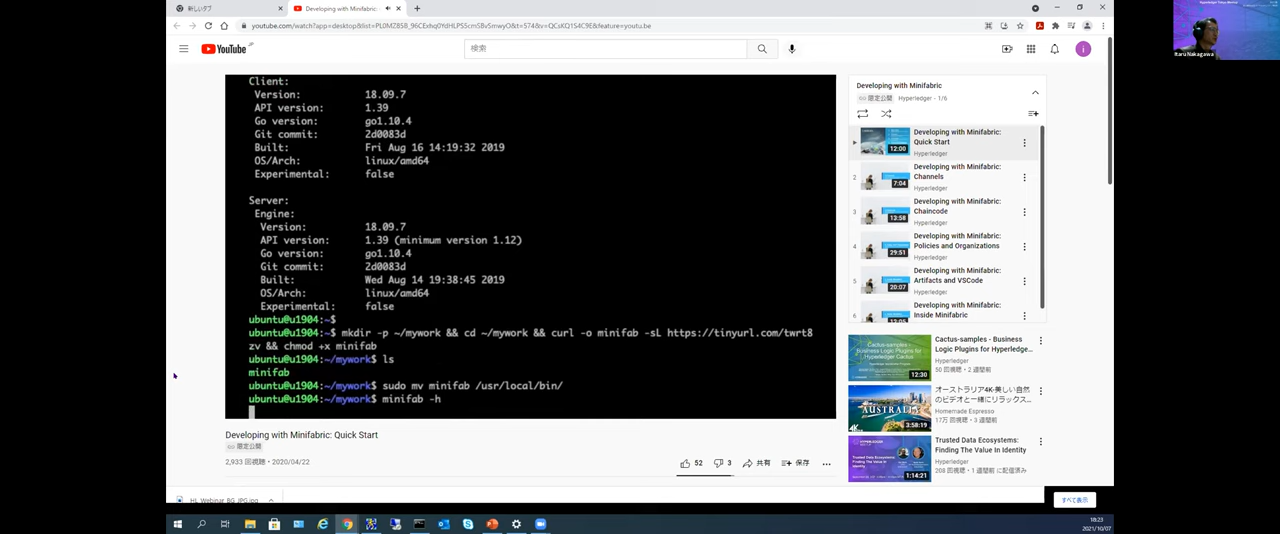 新しいタブ
Developing with Minifabric:
youtube.com/watch?app=desktop&list=PL0MZ85B_96CExhq0YdHLPS5cmSBvSmwyO&t=574&v=QCsKQ1S4C9E&feature=youtu.be
YouTube
検索
i
Client:
Version: 18.09.7
API version: 1.39
Go version: go1.10.4
Git commit: 2d0083d
Built: Fri Aug 16 14:19:32 2019
OS/Arch: linux/amd64
Experimental: false
Server:
Engine:
Version: 18.09.7
API version: 1.39 (minimum version 1.12)
Go version: go1.10.4
Git commit: 2d0083d
Built: Wed Aug 14 19:38:45 2019
OS/Arch: linux/amd64
Experimental: false
ubuntu@u1904:~$
ubuntu@u1904:~$ mkdir -p ~/mywork && cd ~/mywork && curl -o minifab -sL https://tinyurl.com/twrt8
zv && chmod +x minifab
ubuntu@u1904:~/mywork$ ls
minifab
ubuntu@u1904:~/mywork$ sudo mv minifab /usr/local/bin/
ubuntu@u1904:~/mywork$ minifab -h
Developing with Minifabric: Quick Start
限定公開
2,933 回視聴・2020/04/22
52
3
共有
保存
Developing with Minifabric
限定公開 Hyperledger - 1/6
12:00
Developing with Minifabric:
Quick Start
Hyperledger
2
7:04
Developing with Minifabric:
Channels
Hyperledger
3
13:58
Developing with Minifabric:
Chaincode
Hyperledger
4
29:51
Developing with Minifabric:
Policies and Organizations
Hyperledger
5
20:07
Developing with Minifabric:
Artifacts and VSCode
Hyperledger
6
Developing with Minifabric:
Inside Minifabric
12:30
Cactus-samples - Business
Logic Plugins for Hyperledge...
Hyperledger
50 回視聴・2 週間前
AUSTRALIA
3:58:19
オーストラリア4K-美しい自然
のビデオと一緒にリラックス...
Homemade Espresso
17万 回視聴・3 週間前
1:14:21
Trusted Data Ecosystems:
Finding The Value In Identity
Hyperledger
208 回視聴・1 週間前 に配信済み
HL_Webinar_BG_JPG.jpg
すべて表示
18:23
2021/10/07
Itaru Nakagawa